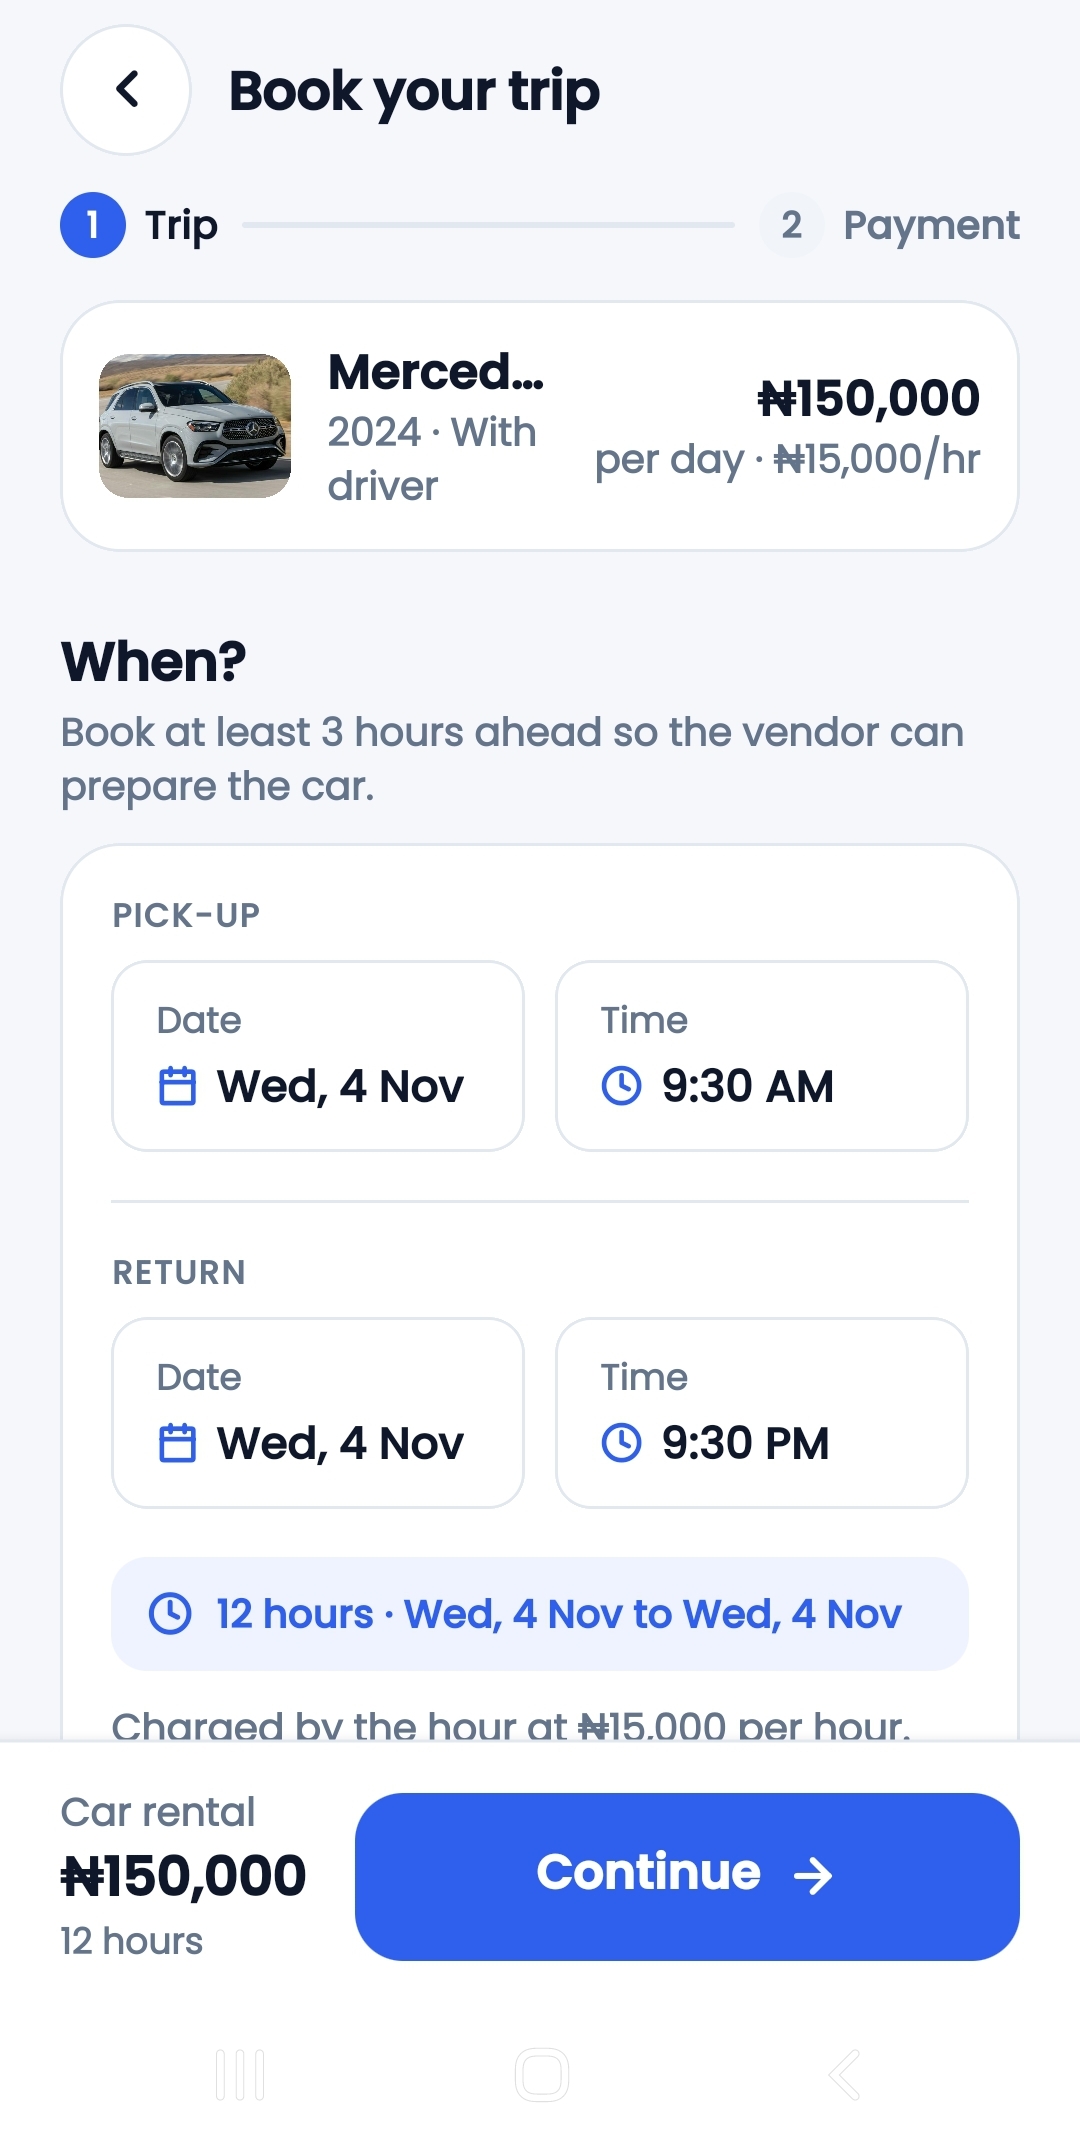 Book your trip
1 Trip 2 Payment
Merced...
2024 · With
driver
₦150,000
per day · ₦15,000/hr
When?
Book at least 3 hours ahead so the vendor can
prepare the car.
PICK-UP
Date
Wed, 4 Nov
Time
9:30 AM
RETURN
Date
Wed, 4 Nov
Time
9:30 PM
12 hours · Wed, 4 Nov to Wed, 4 Nov
Charged by the hour at ₦15,000 per hour.
Car rental
₦150,000
12 hours
Continue